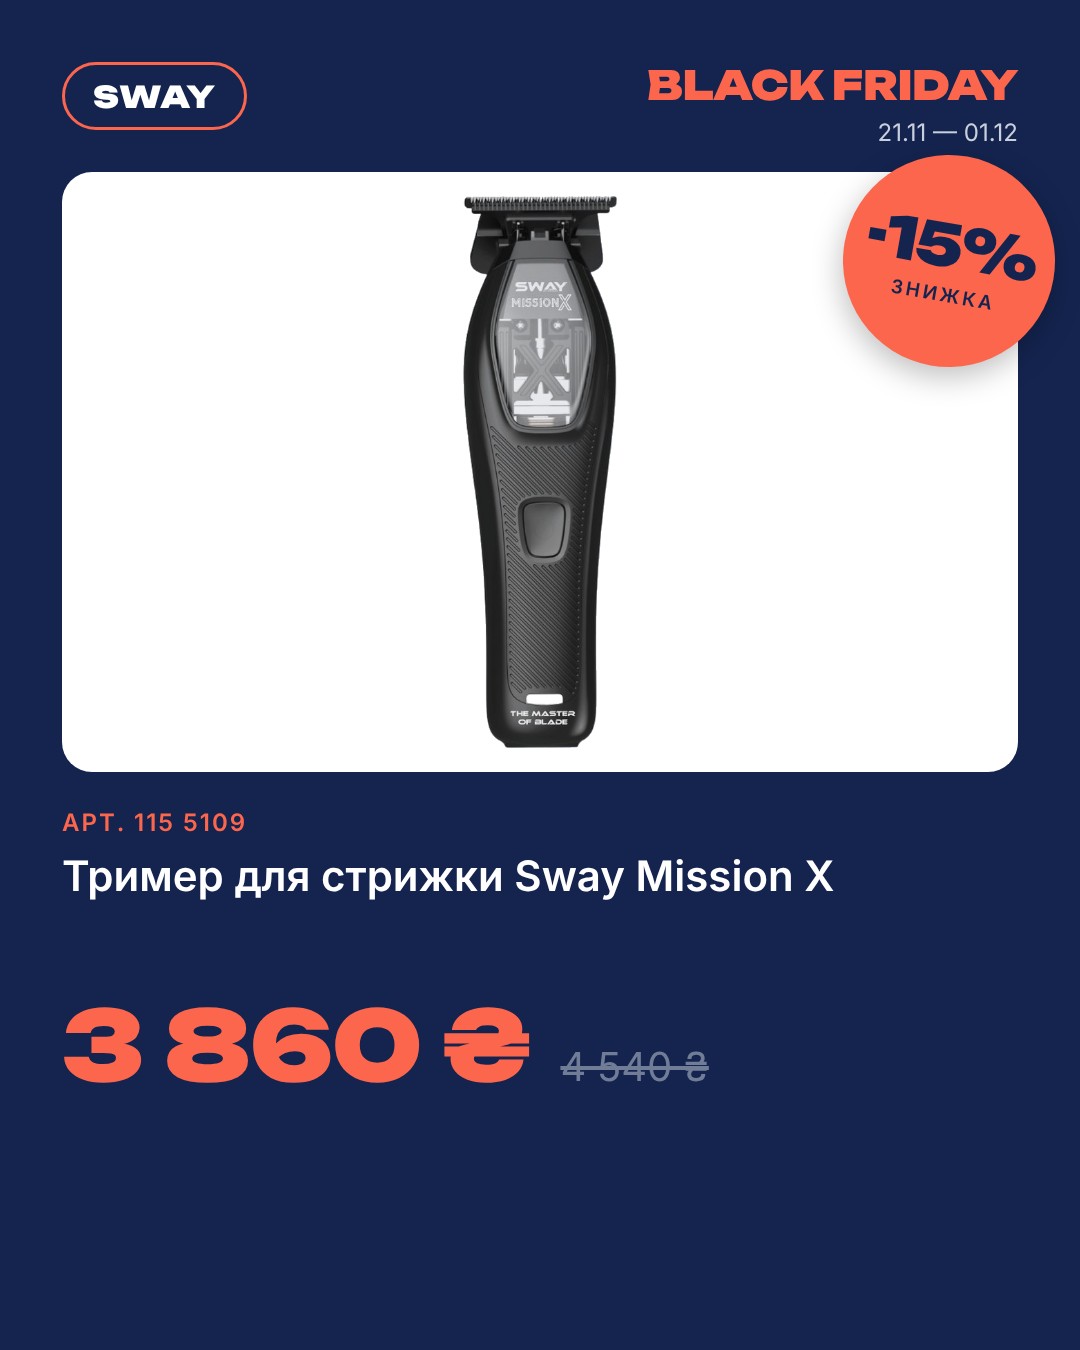 SWAY
BLACK FRIDAY
21.11 — 01.12
-15%
ЗНИЖКА
SWAY
MISSION X
THE MASTER
OF BLADE
АРТ. 115 5109
Тример для стрижки Sway Mission X
3 860 ₴ 4 540 ₴